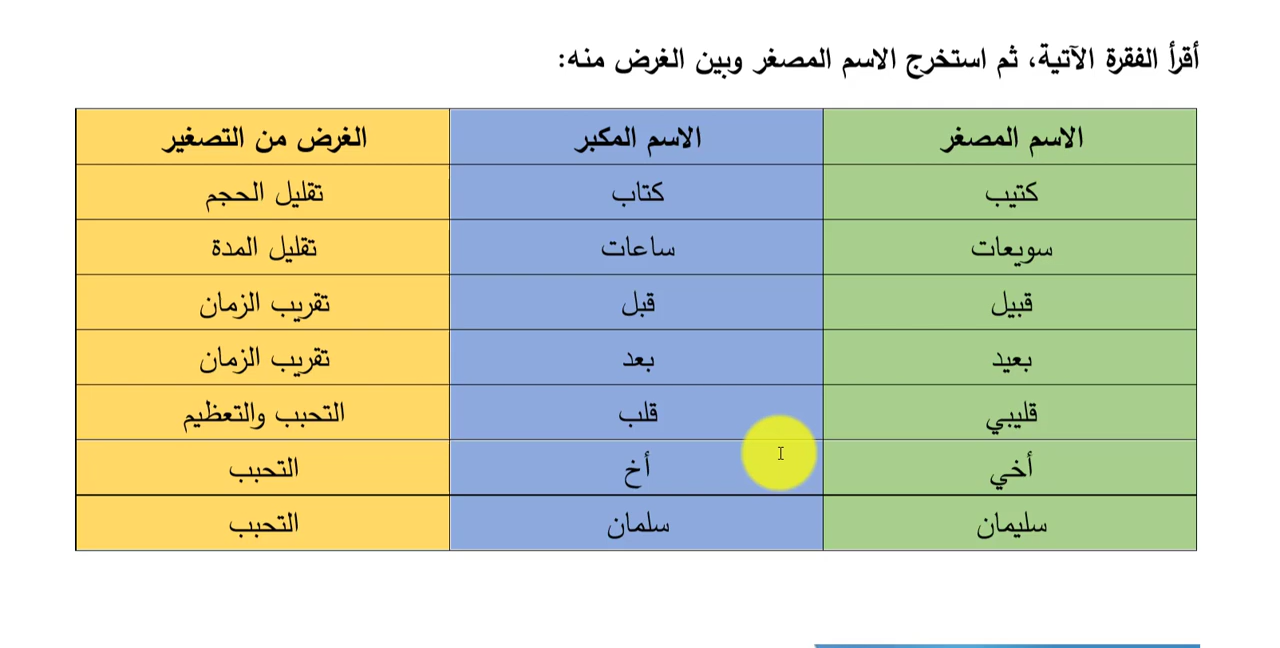 أقرأ الفقرة الآتية، ثم استخرج الاسم المصغر وبين الغرض منه:
الاسم المصغر الاسم المكبر الغرض من التصغير
كتيب كتاب تقليل الحجم
سويعات ساعات تقليل المدة
قبيل قبل تقريب الزمان
بعيد بعد تقريب الزمان
قليبي قلب التحبب والتعظيم
أخي أخ التحبب
سليمان سلمان التحبب